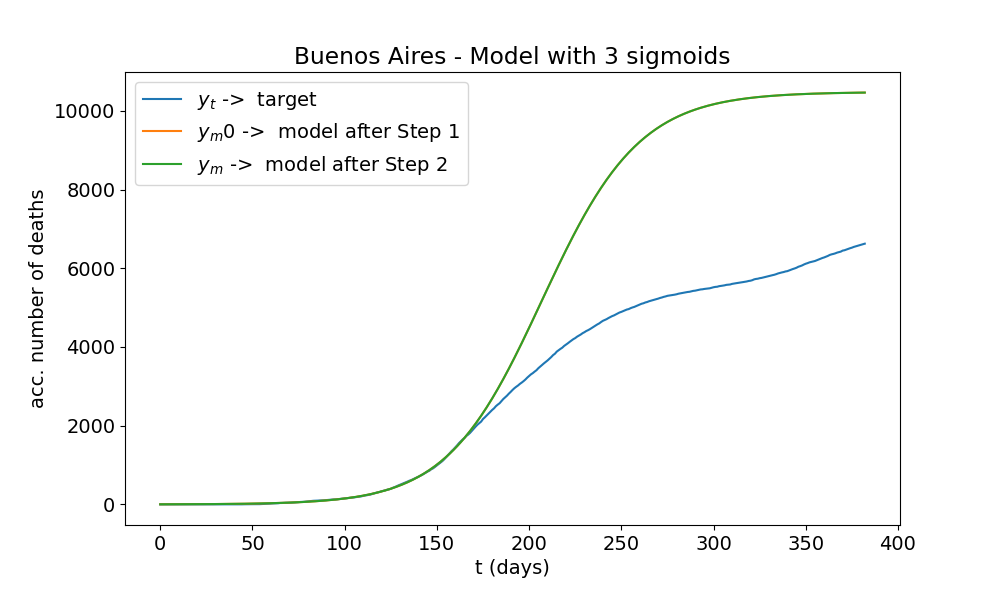 Buenos Aires - Model with 3 sigmoids
y_t -> target
y_m0 -> model after Step 1
y_m -> model after Step 2
acc. number of deaths
10000
8000
6000
4000
2000
0
0 50 100 150 200 250 300 350 400
t (days)